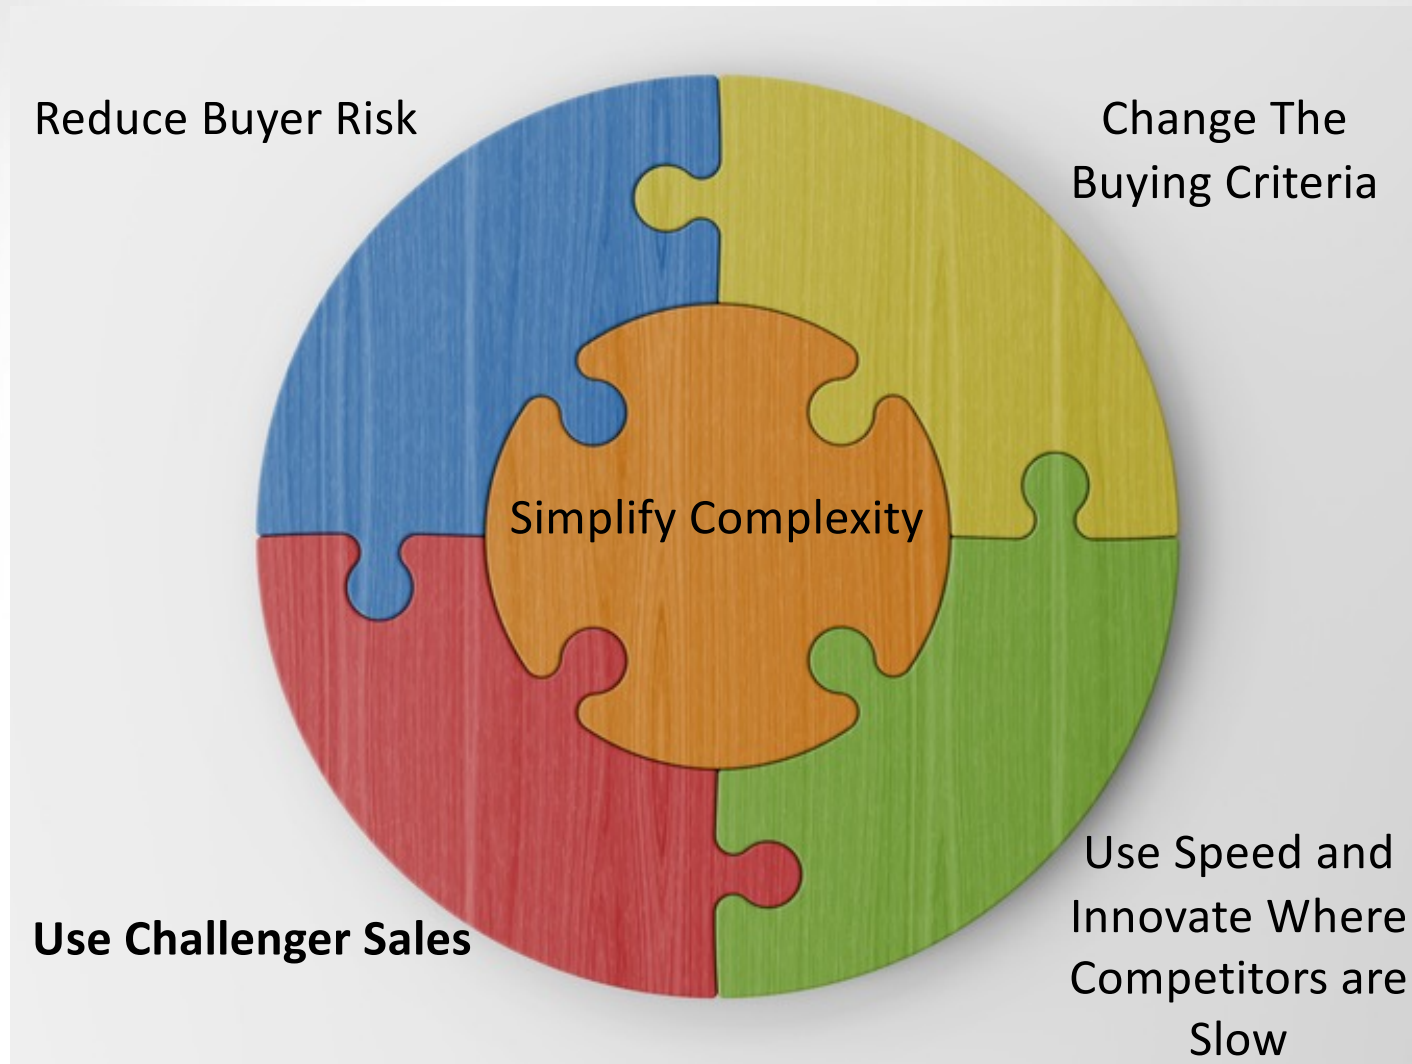 Reduce Buyer Risk
Change The
Buying Criteria
Simplify Complexity
Use Challenger Sales
Use Speed and
Innovate Where
Competitors are
Slow